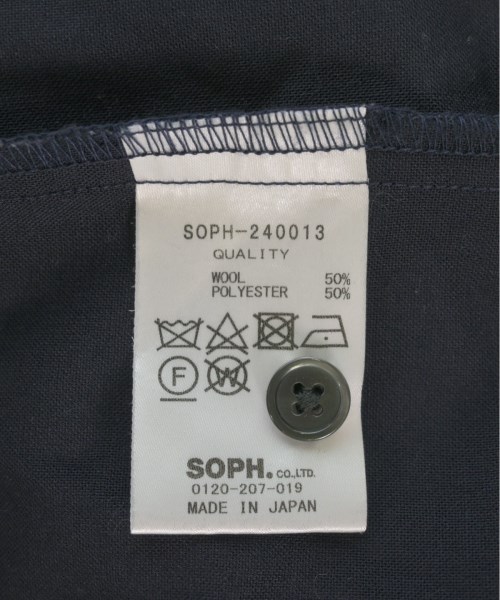 SOPH-240013
QUALITY
WOOL 50%
POLYESTER 50%
F W
SOPH. CO.,LTD.
0120-207-019
MADE IN JAPAN